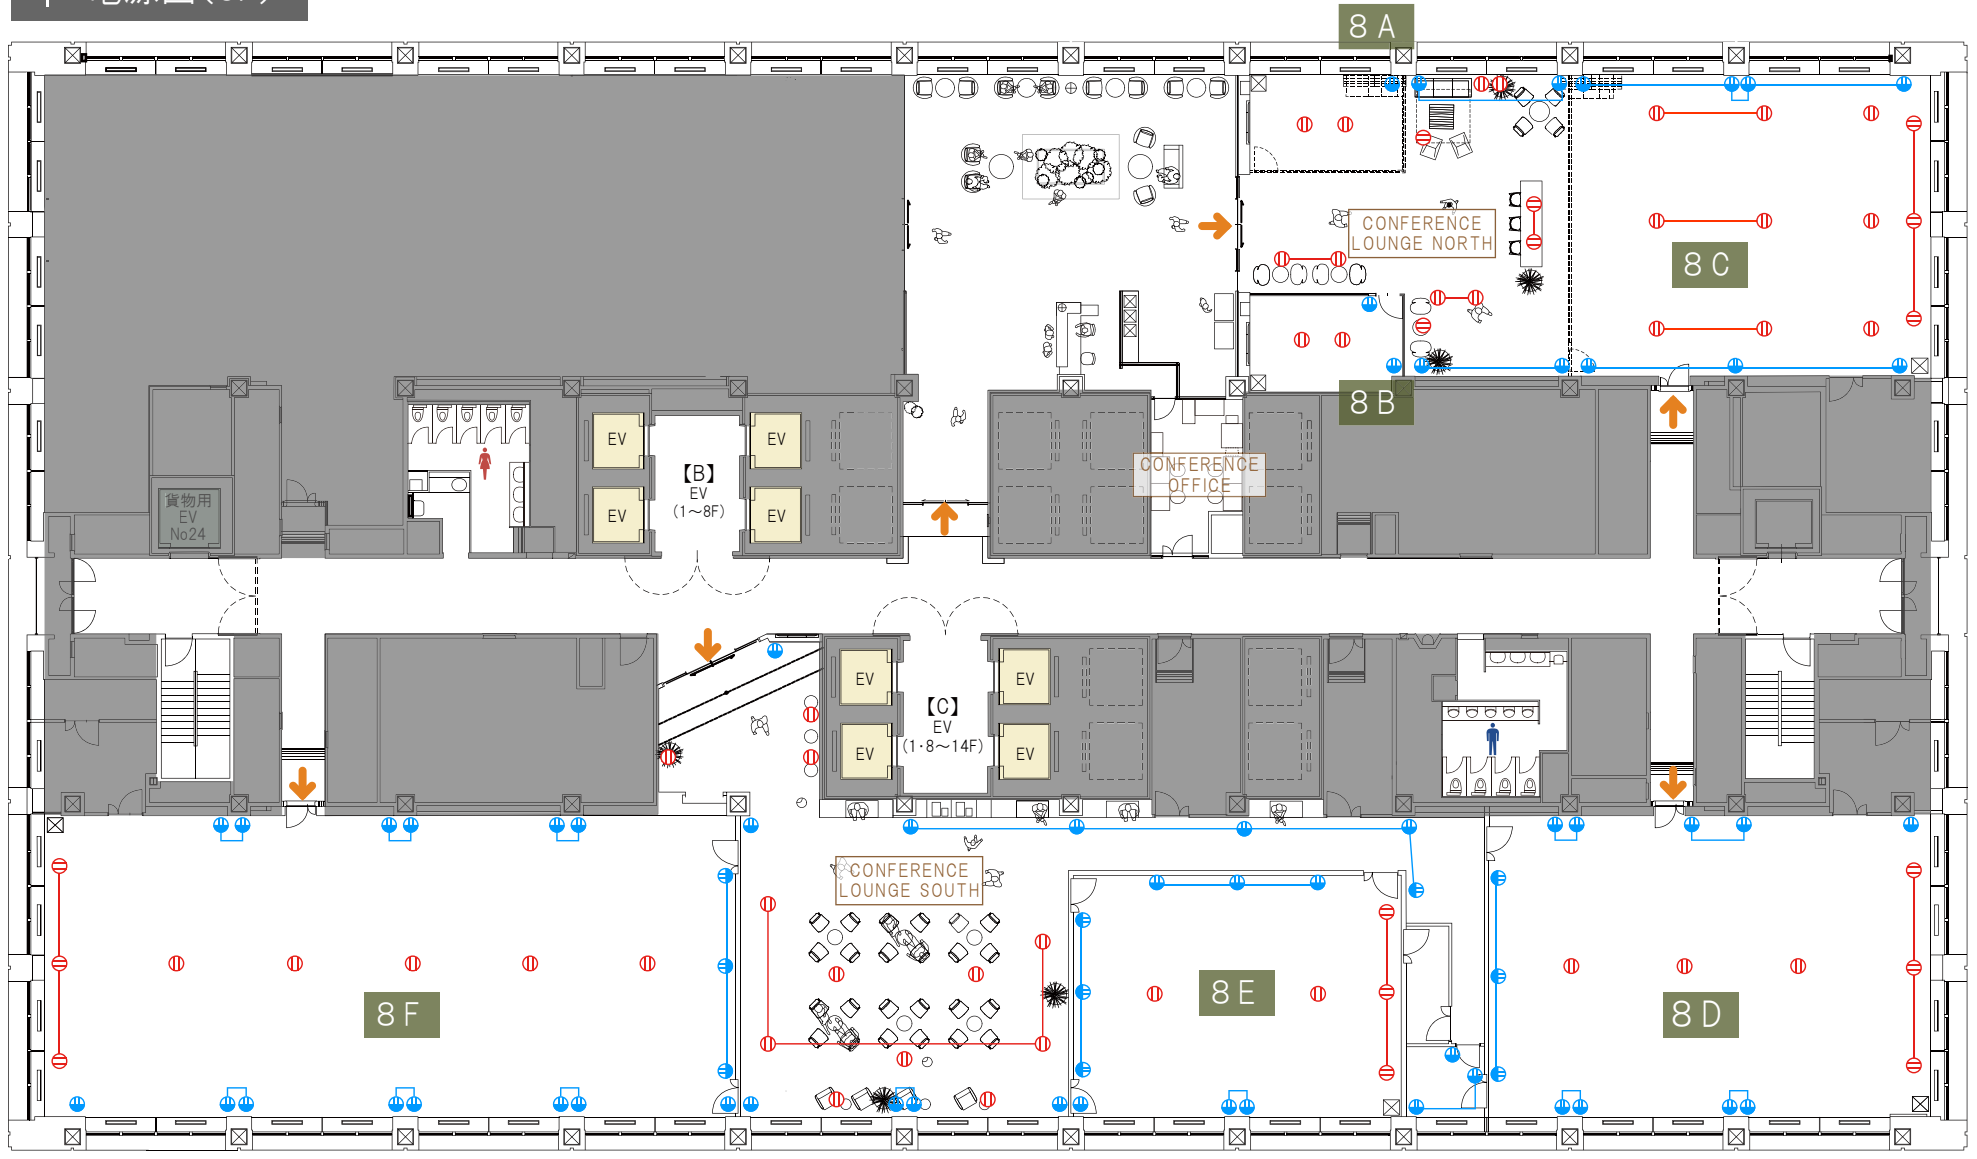 8A
CONFERENCE
LOUNGE NORTH
8C
8B
EV
EV
【B】
EV
(1〜8F)
EV
EV
CONFERENCE
OFFICE
貨物用
EV
No24
EV
EV
【C】
EV
(1·8〜14F)
EV
EV
CONFERENCE
LOUNGE SOUTH
8F
8E
8D